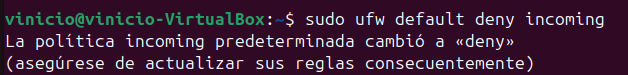 vinicio@vinicio-VirtualBox:~$ sudo ufw default deny incoming
La política incoming predeterminada cambió a «deny»
(asegúrese de actualizar sus reglas consecuentemente)